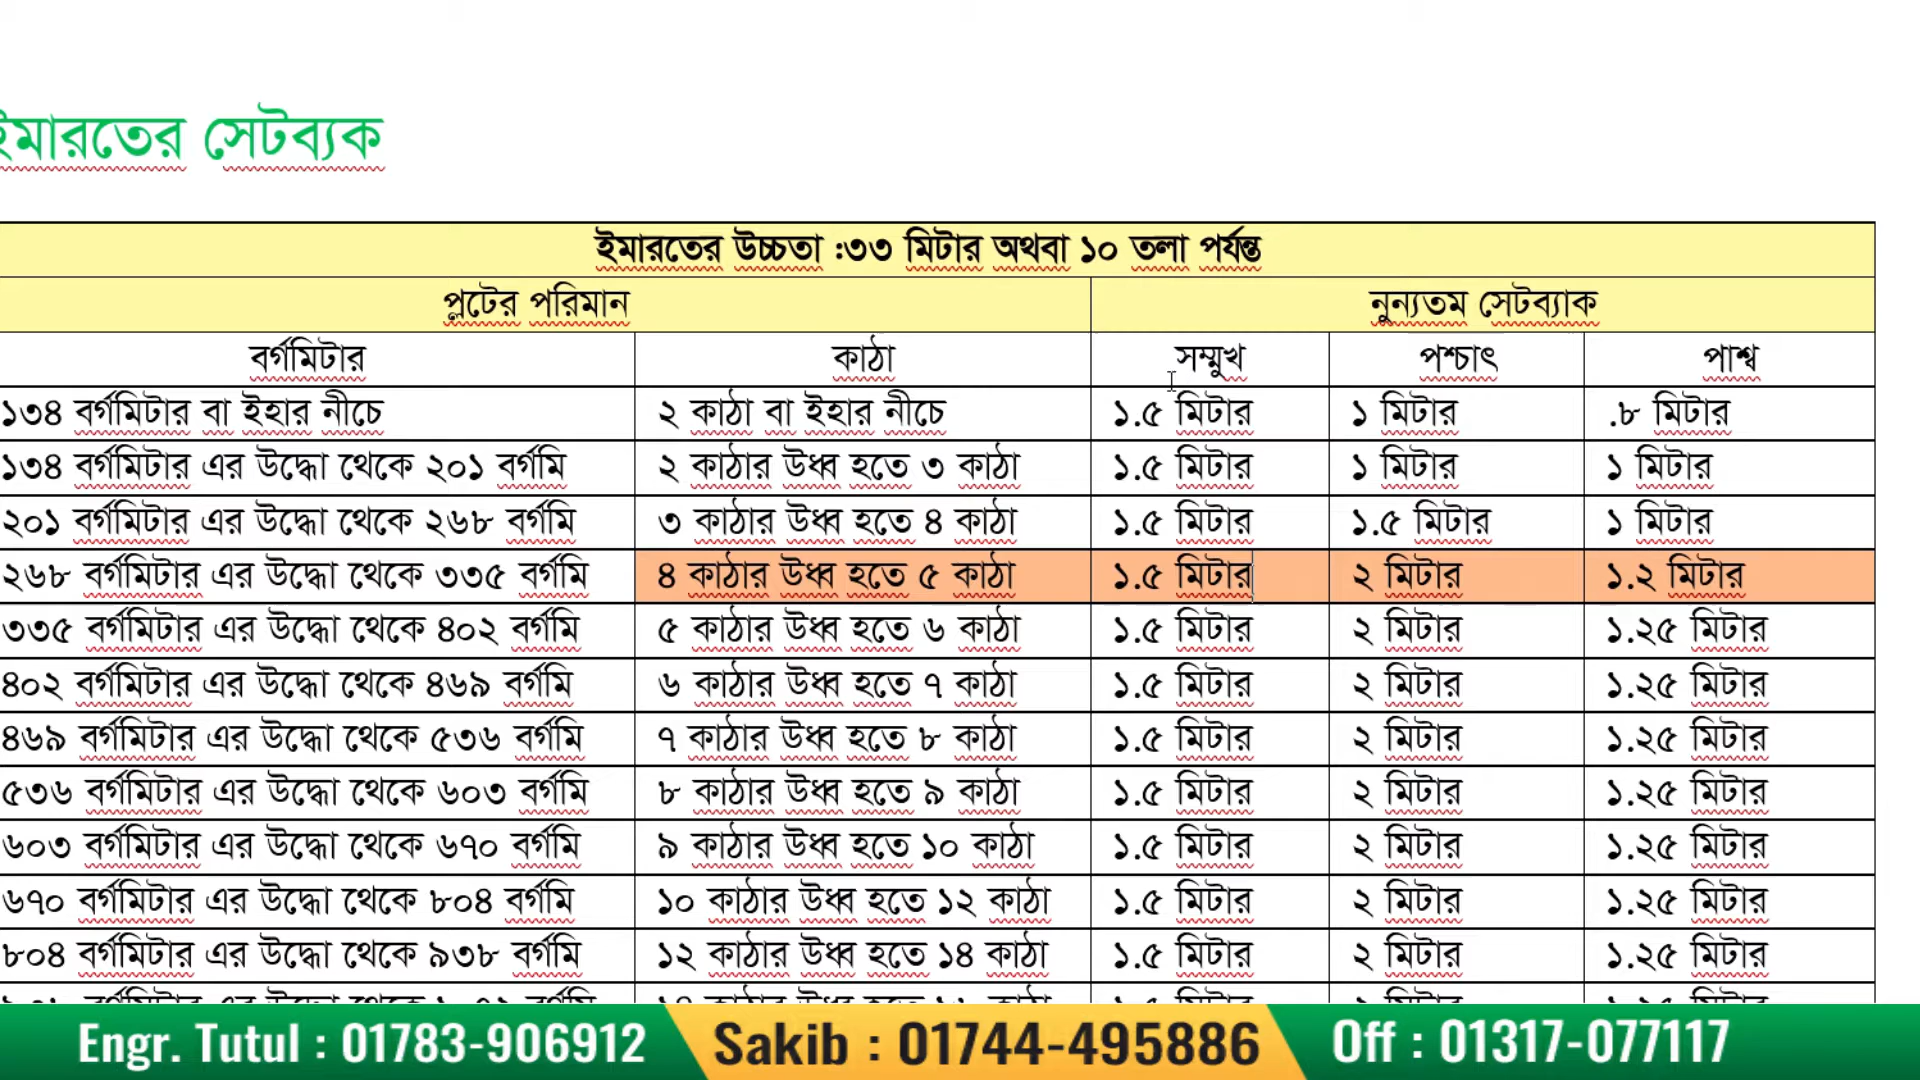 ইমারতের সেটব্যক
ইমারতের উচ্চতা :৩৩ মিটার অথবা ১০ তলা পর্যন্ত
প্লটের পরিমান নুন্যতম সেটব্যাক
বর্গমিটার কাঠা সম্মুখ পশ্চাৎ পাশ্ব
১৩৪ বর্গমিটার বা ইহার নীচে ২ কাঠা বা ইহার নীচে ১.৫ মিটার ১ মিটার .৮ মিটার
১৩৪ বর্গমিটার এর উদ্ধো থেকে ২০১ বর্গমি ২ কাঠার উধ্ব হতে ৩ কাঠা ১.৫ মিটার ১ মিটার ১ মিটার
২০১ বর্গমিটার এর উদ্ধো থেকে ২৬৮ বর্গমি ৩ কাঠার উধ্ব হতে ৪ কাঠা ১.৫ মিটার ১.৫ মিটার ১ মিটার
২৬৮ বর্গমিটার এর উদ্ধো থেকে ৩৩৫ বর্গমি ৪ কাঠার উধ্ব হতে ৫ কাঠা ১.৫ মিটার ২ মিটার ১.২ মিটার
৩৩৫ বর্গমিটার এর উদ্ধো থেকে ৪০২ বর্গমি ৫ কাঠার উধ্ব হতে ৬ কাঠা ১.৫ মিটার ২ মিটার ১.২৫ মিটার
৪০২ বর্গমিটার এর উদ্ধো থেকে ৪৬৯ বর্গমি ৬ কাঠার উধ্ব হতে ৭ কাঠা ১.৫ মিটার ২ মিটার ১.২৫ মিটার
৪৬৯ বর্গমিটার এর উদ্ধো থেকে ৫৩৬ বর্গমি ৭ কাঠার উধ্ব হতে ৮ কাঠা ১.৫ মিটার ২ মিটার ১.২৫ মিটার
৫৩৬ বর্গমিটার এর উদ্ধো থেকে ৬০৩ বর্গমি ৮ কাঠার উধ্ব হতে ৯ কাঠা ১.৫ মিটার ২ মিটার ১.২৫ মিটার
৬০৩ বর্গমিটার এর উদ্ধো থেকে ৬৭০ বর্গমি ৯ কাঠার উধ্ব হতে ১০ কাঠা ১.৫ মিটার ২ মিটার ১.২৫ মিটার
৬৭০ বর্গমিটার এর উদ্ধো থেকে ৮০৪ বর্গমি ১০ কাঠার উধ্ব হতে ১২ কাঠা ১.৫ মিটার ২ মিটার ১.২৫ মিটার
৮০৪ বর্গমিটার এর উদ্ধো থেকে ৯৩৮ বর্গমি ১২ কাঠার উধ্ব হতে ১৪ কাঠা ১.৫ মিটার ২ মিটার ১.২৫ মিটার
Engr. Tutul : 01783-906912 Sakib : 01744-495886 Off : 01317-077117